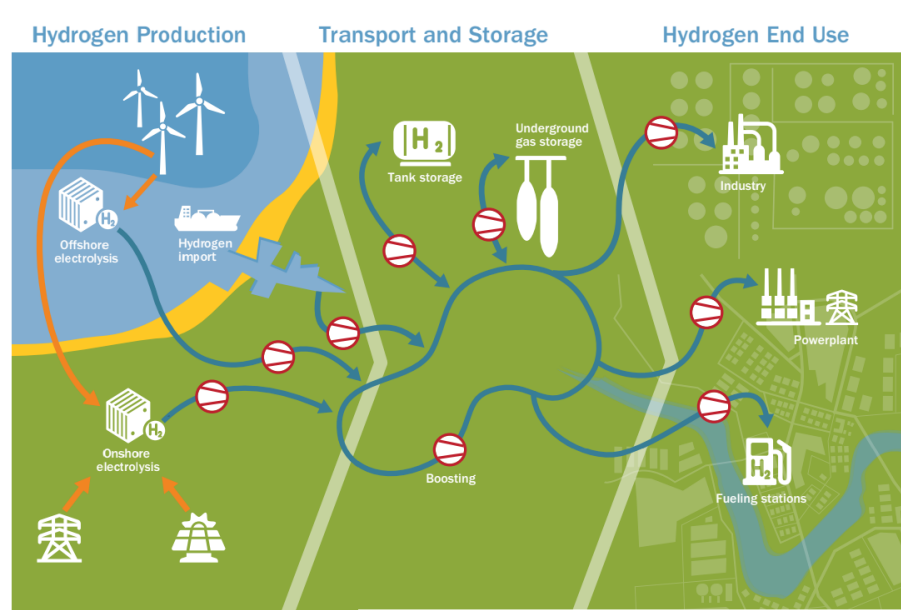 Hydrogen Production
Transport and Storage
Hydrogen End Use
H2
Tank storage
Underground
gas storage
Industry
H2
Offshore
electrolysis
Hydrogen
import
Powerplant
H2
Onshore
electrolysis
Boosting
H2
Fueling stations